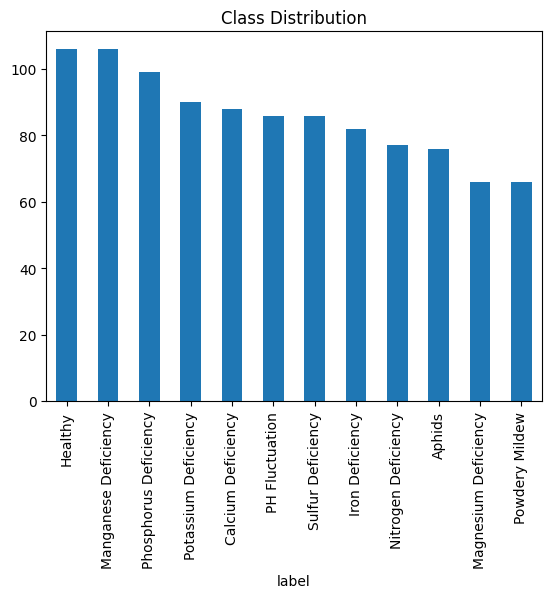 Class Distribution
100
80
60
40
20
0
Healthy
Manganese Deficiency
Phosphorus Deficiency
Potassium Deficiency
Calcium Deficiency
PH Fluctuation
Sulfur Deficiency
Iron Deficiency
Nitrogen Deficiency
Aphids
Magnesium Deficiency
Powdery Mildew
label